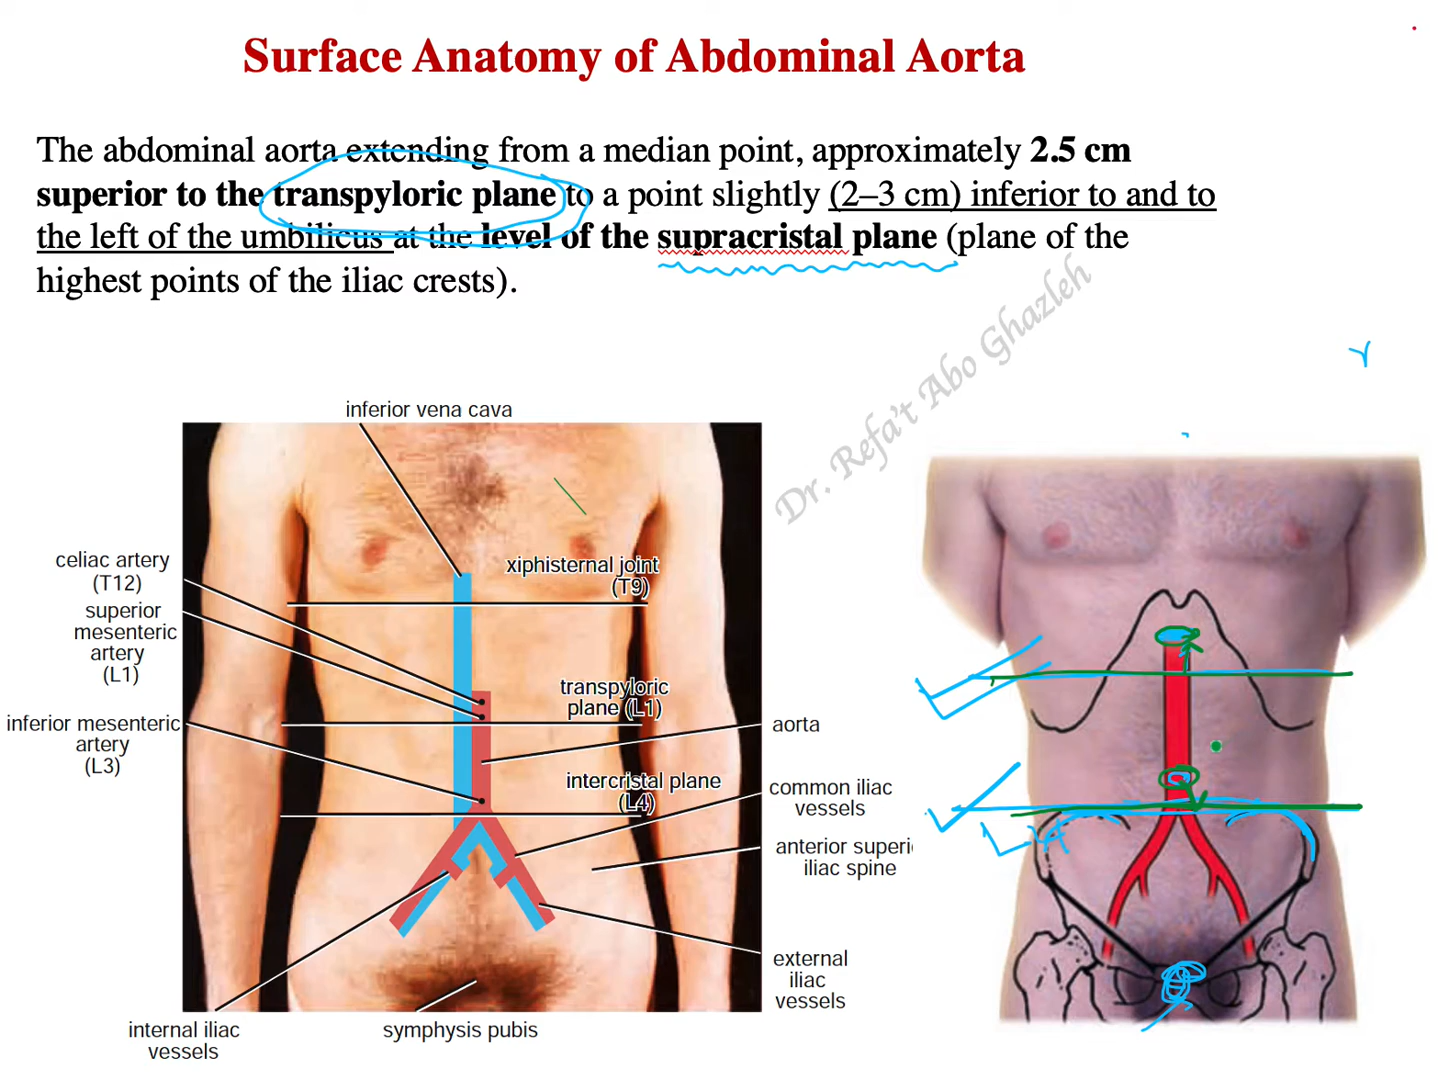 Surface Anatomy of Abdominal Aorta
The abdominal aorta extending from a median point, approximately 2.5 cm
superior to the transpyloric plane to a point slightly (2–3 cm) inferior to and to
the left of the umbilicus at the level of the supracristal plane (plane of the
highest points of the iliac crests).
Dr. Refa't Abo Ghazleh
inferior vena cava
celiac artery
(T12)
superior
mesenteric
artery
(L1)
inferior mesenteric
artery
(L3)
xiphisternal joint
(T9)
transpyloric
plane (L1)
intercristal plane
(L4)
aorta
common iliac
vessels
anterior superi
iliac spine
external
iliac
vessels
internal iliac
vessels
symphysis pubis